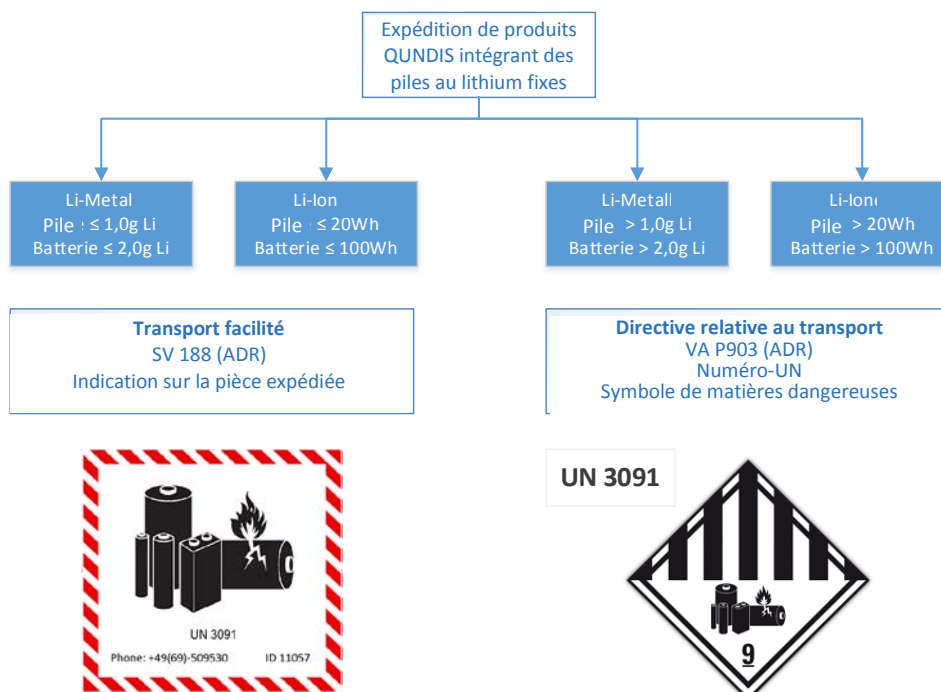 Expédition de produits
QUNDIS intégrant des
piles au lithium fixes
Li-Metal
Pile ≤ 1,0g Li
Batterie ≤ 2,0g Li
Li-Ion
Pile ≤ 20Wh
Batterie ≤ 100Wh
Li-Metall
Pile > 1,0g Li
Batterie > 2,0g Li
Li-Ion
Pile > 20Wh
Batterie > 100Wh
Transport facilité
SV 188 (ADR)
Indication sur la pièce expédiée
Directive relative au transport
VA P903 (ADR)
Numéro-UN
Symbole de matières dangereuses
UN 3091
Phone: +49(69)-509530 ID 11057
UN 3091
9